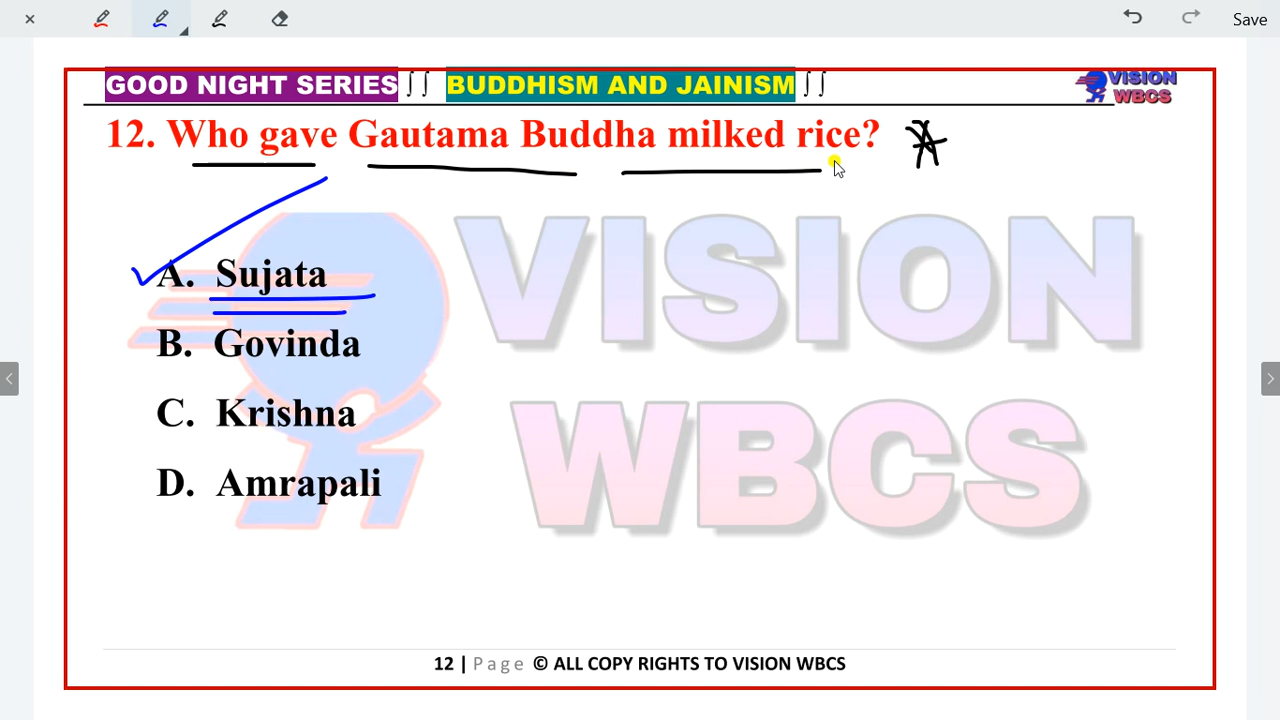 Save
GOOD NIGHT SERIES∫∫ BUDDHISM AND JAINISM∫∫
VISION
WBCS
12. Who gave Gautama Buddha milked rice?
A. Sujata
B. Govinda
C. Krishna
D. Amrapali
VISION
WBCS
12 | Page © ALL COPY RIGHTS TO VISION WBCS